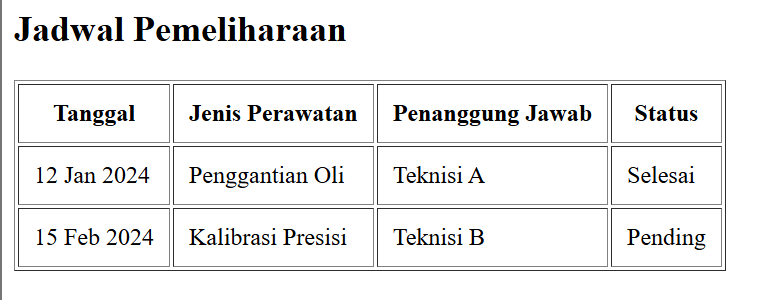 Jadwal Pemeliharaan
Tanggal Jenis Perawatan Penanggung Jawab Status
12 Jan 2024 Penggantian Oli Teknisi A Selesai
15 Feb 2024 Kalibrasi Presisi Teknisi B Pending